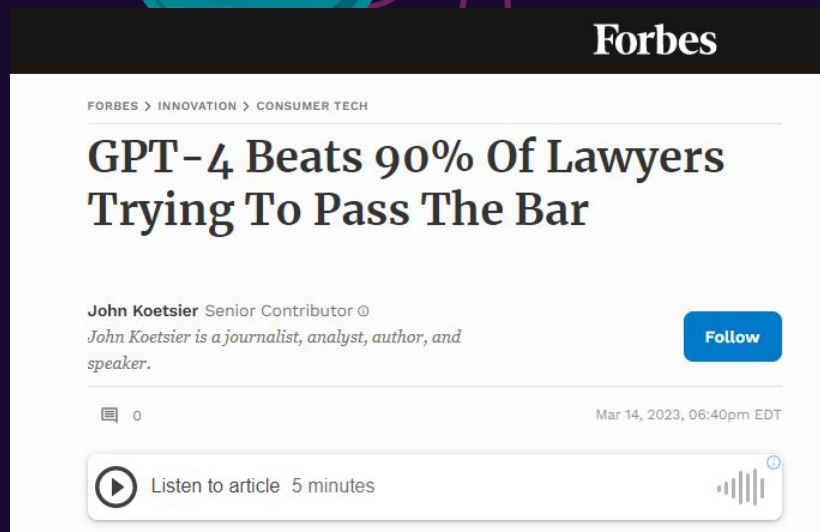 Forbes
FORBES > INNOVATION > CONSUMER TECH
GPT-4 Beats 90% Of Lawyers
Trying To Pass The Bar
John Koetsier Senior Contributor
John Koetsier is a journalist, analyst, author, and
speaker.
Follow
0
Mar 14, 2023, 06:40pm EDT
Listen to article 5 minutes